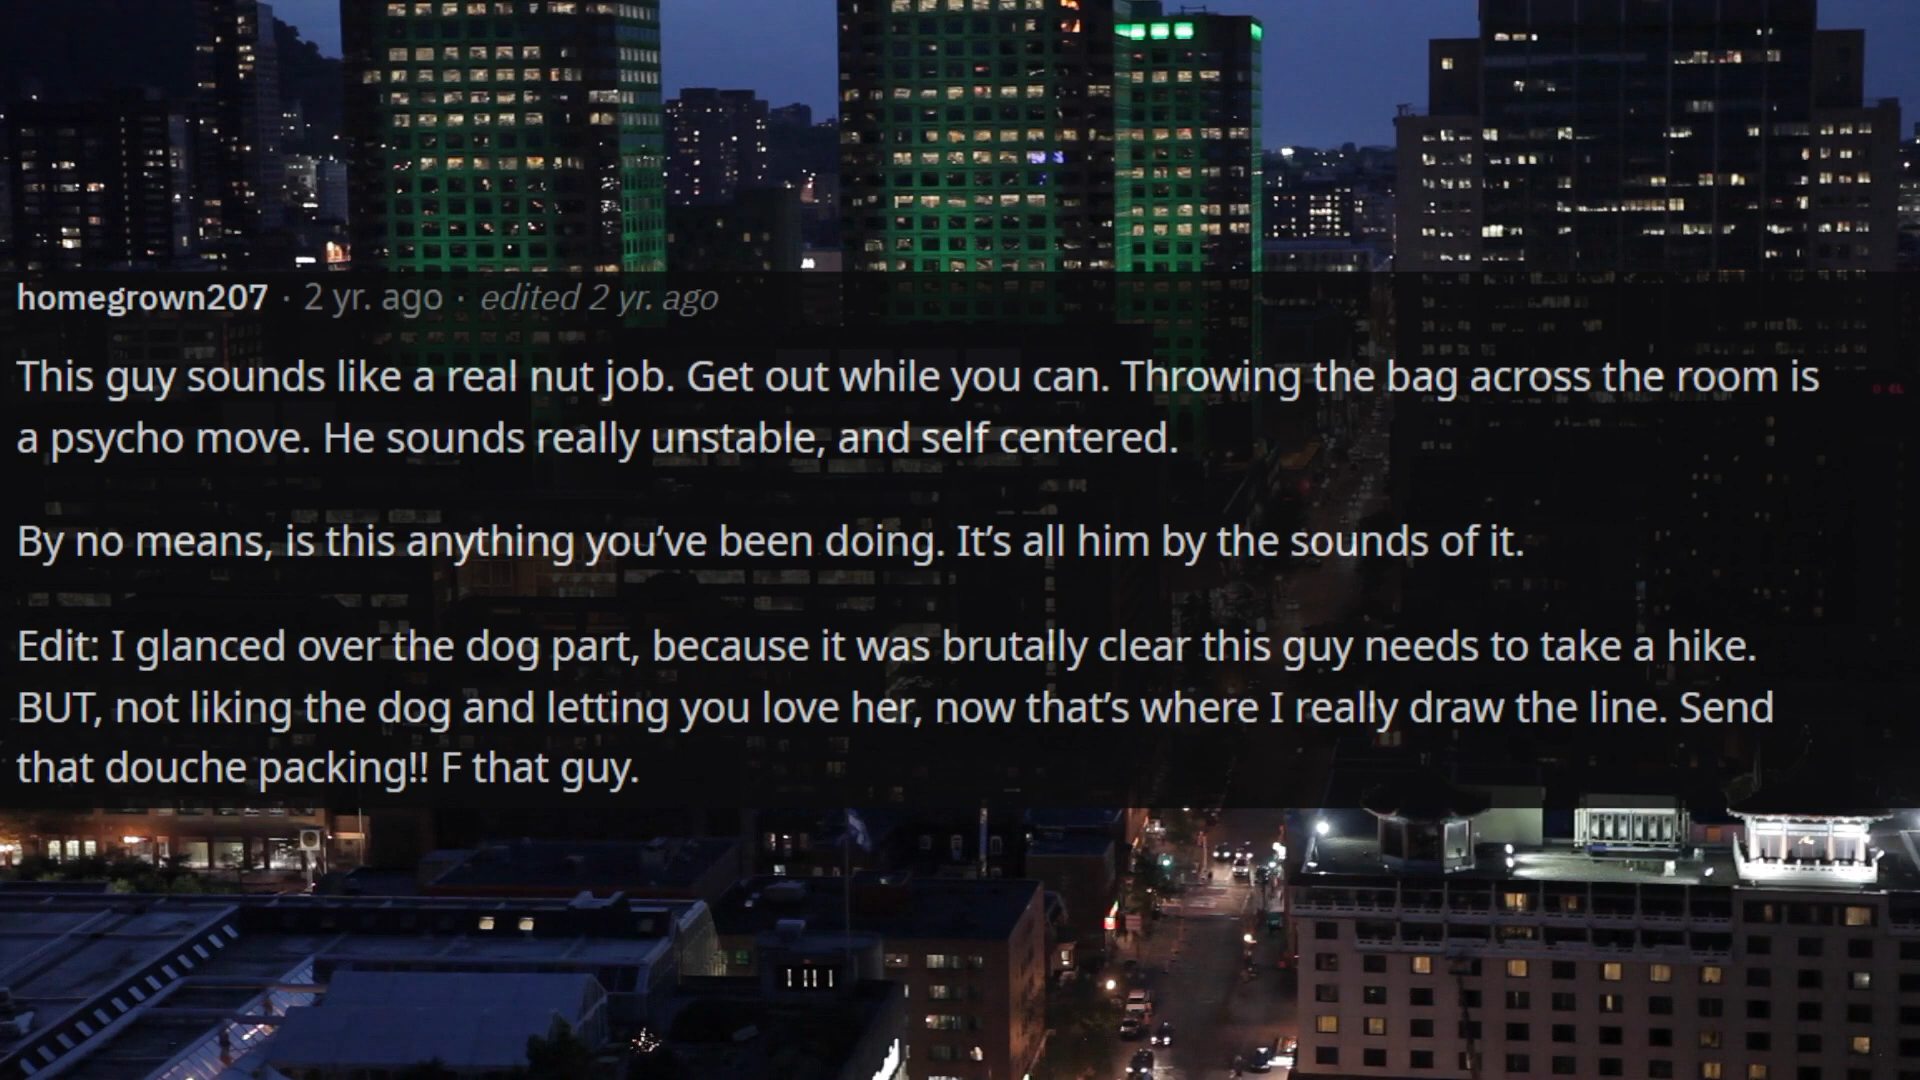 homegrown207 · 2 yr. ago · edited 2 yr. ago
This guy sounds like a real nut job. Get out while you can. Throwing the bag across the room is
a psycho move. He sounds really unstable, and self centered.
By no means, is this anything you’ve been doing. It’s all him by the sounds of it.
Edit: I glanced over the dog part, because it was brutally clear this guy needs to take a hike.
BUT, not liking the dog and letting you love her, now that’s where I really draw the line. Send
that douche packing!! F that guy.